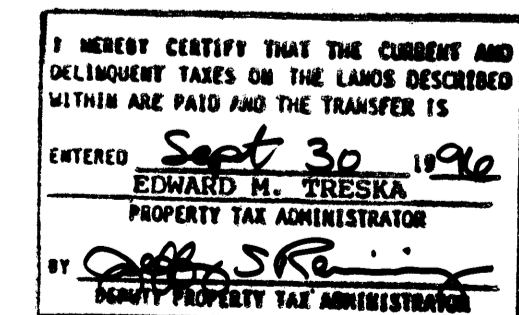 I HEREBY CERTIFY THAT THE CURRENT AND
DELINQUENT TAXES ON THE LANDS DESCRIBED
WITHIN ARE PAID AND THE TRANSFER IS
ENTERED Sept 30 1996
EDWARD M. TRESKA
PROPERTY TAX ADMINISTRATOR
BY
DEPUTY PROPERTY TAX ADMINISTRATOR